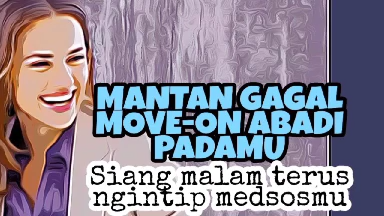 MANTAN GAGAL
MOVE-ON ABADI
PADAMU
Siang malam terus
ngintip medsosmu